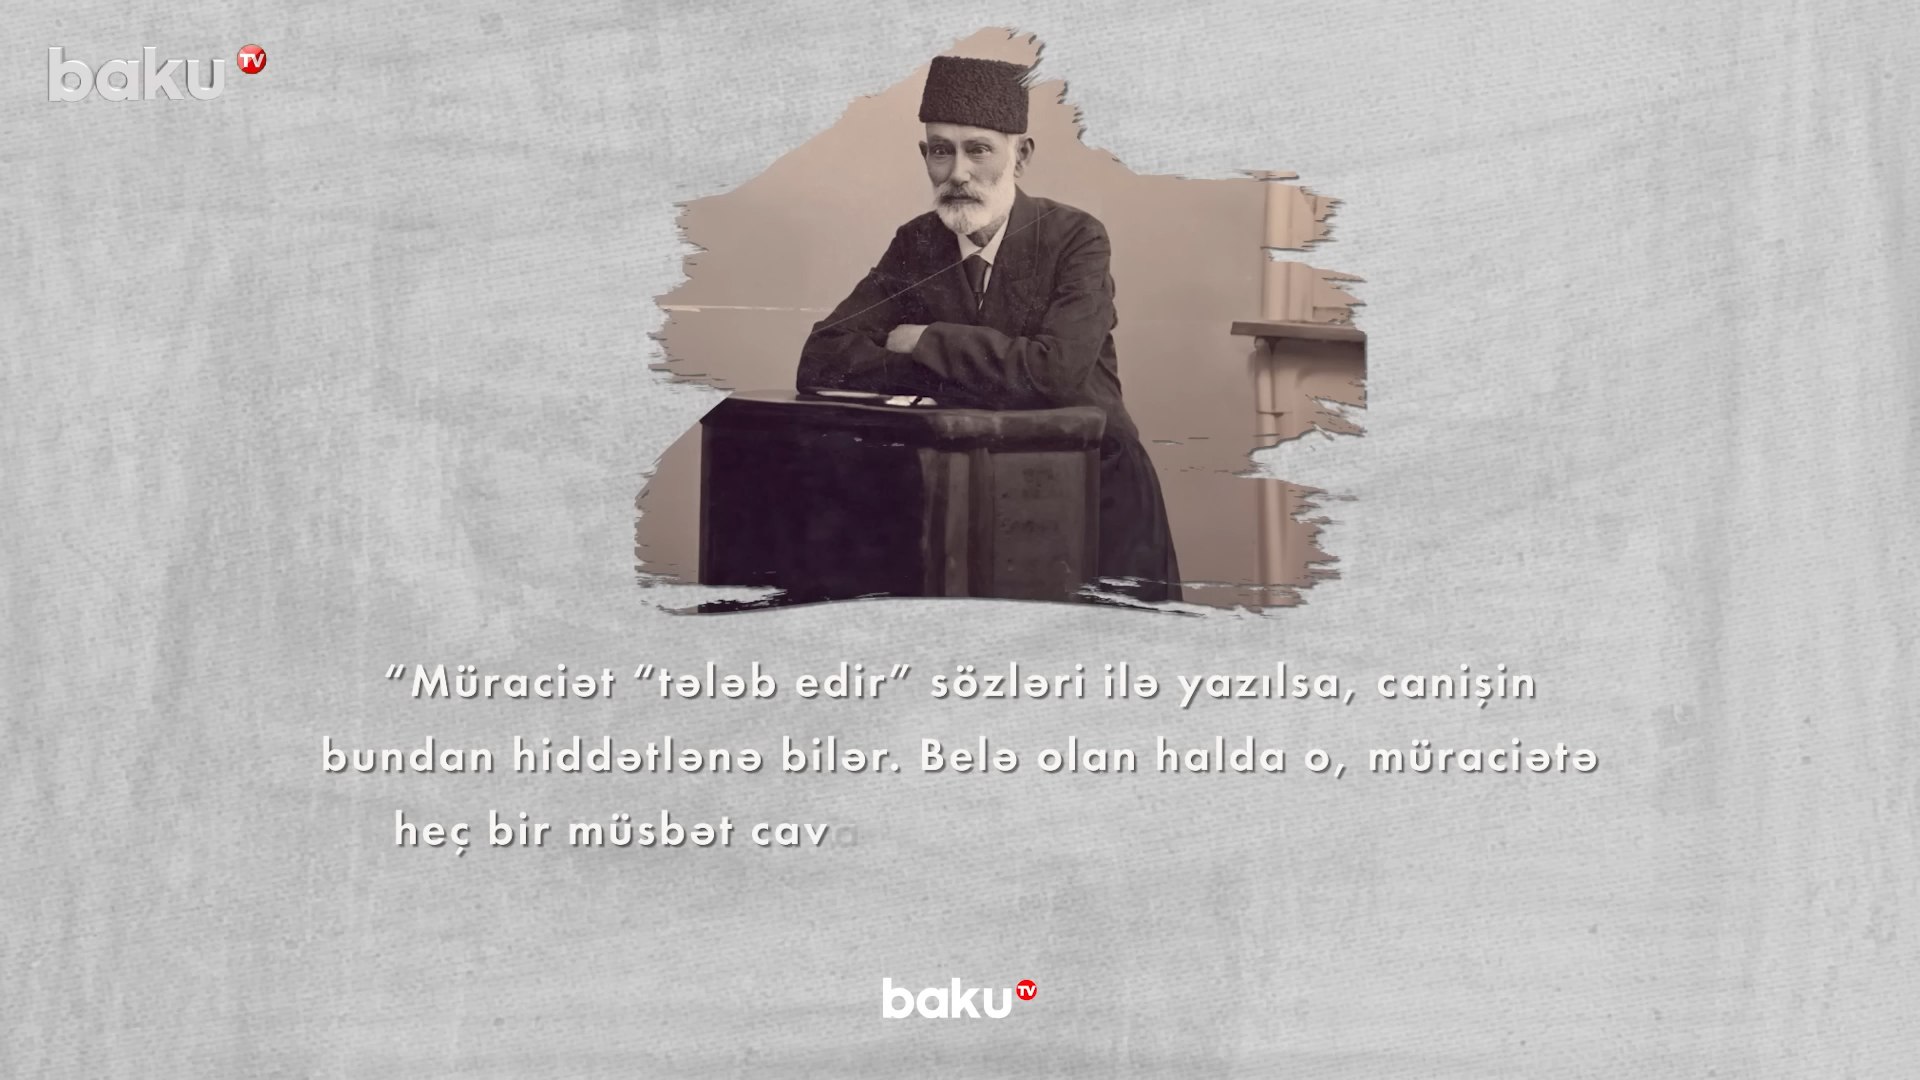 baku TV
“Müraciət “tələb edir” sözləri ilə yazılsa, canişin
bundan hiddətlənə bilər. Belə olan halda o, müraciətə
heç bir müsbət cava
baku TV